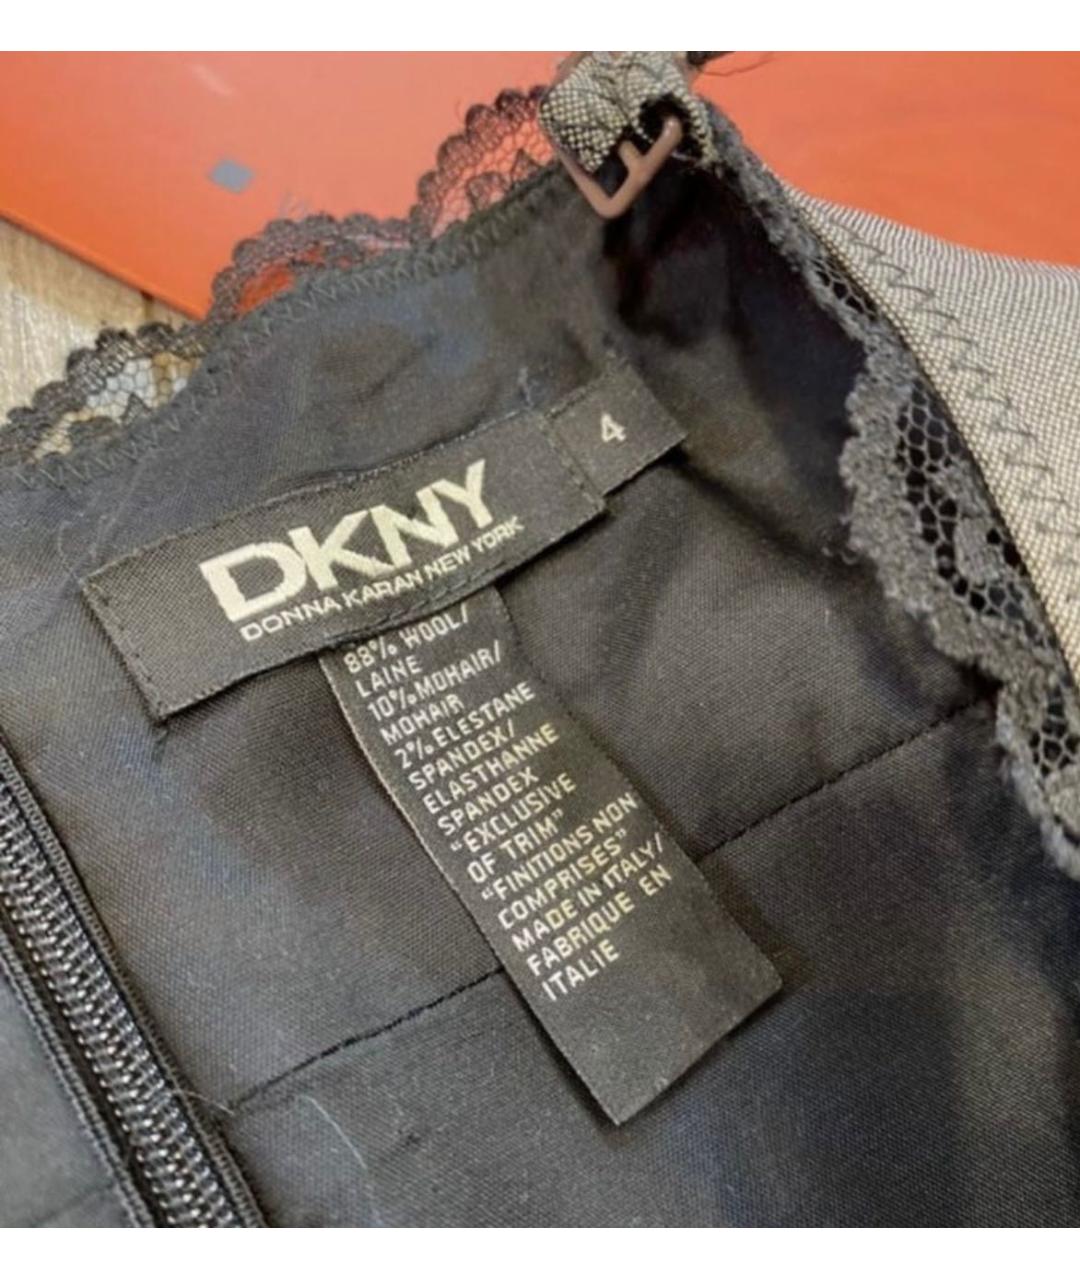 4
DKNY
DONNA KARAN NEW YORK
88% WOOL/
LAINE
10% MOHAIR/
MOHAIR
2% ELESTANE
SPANDEX/
ELASTHANNE
SPANDEX
"EXCLUSIVE
OF TRIM"
"FINITIONS NON
COMPRISES"
MADE IN ITALY/
FABRIQUE EN
ITALIE